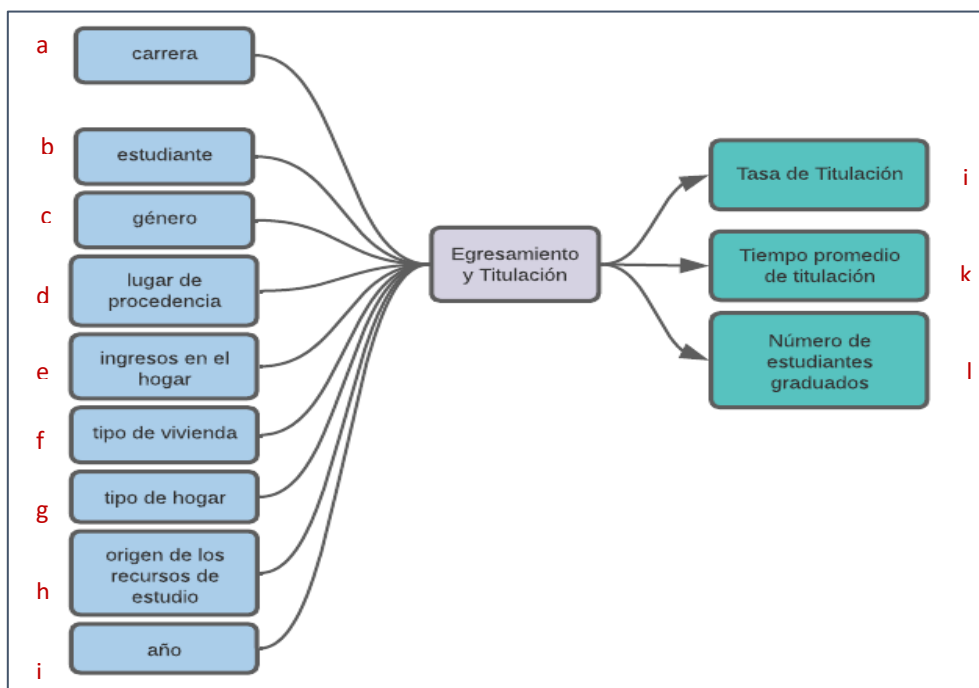 a
carrera
b
estudiante
c
género
d
lugar de
procedencia
e
ingresos en el
hogar
f
tipo de vivienda
g
tipo de hogar
h
origen de los
recursos de
estudio
i
año
Egresamiento
y Titulación
Tasa de Titulación
i
Tiempo promedio
de titulación
k
Número de
estudiantes
graduados
l